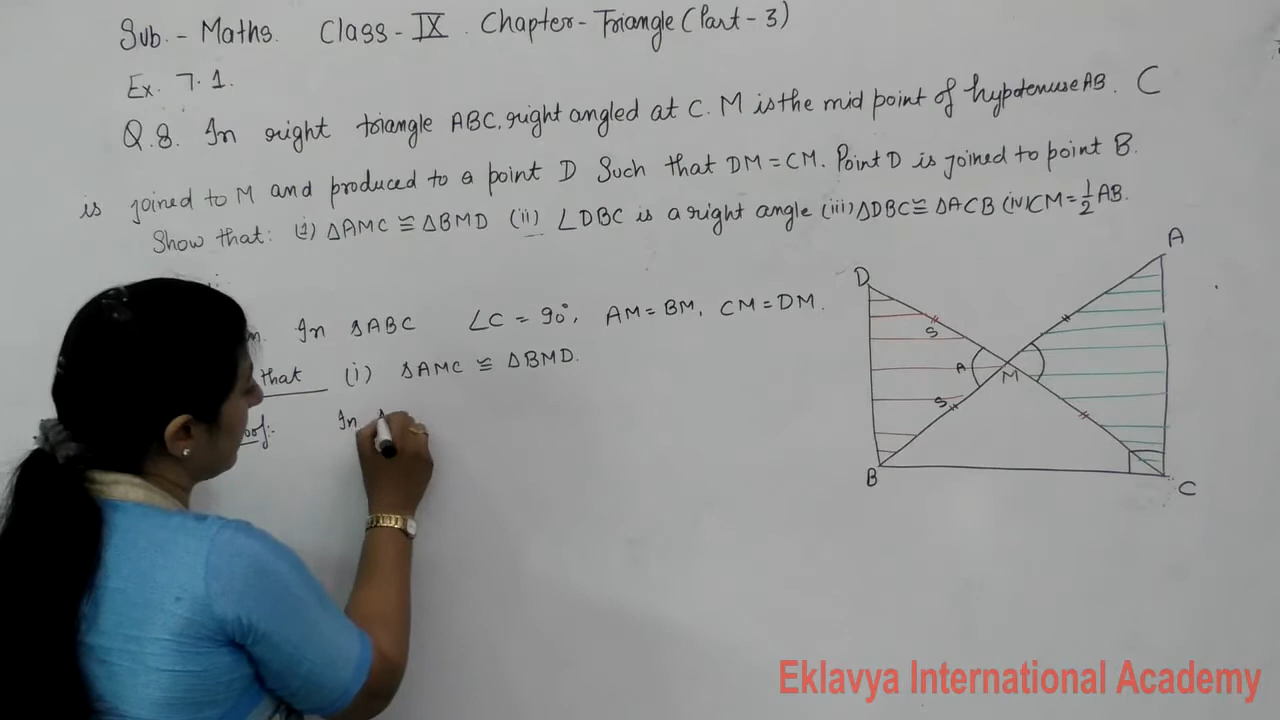 Sub. - Maths. Class - IX. Chapter - Triangle (Part - 3)
Ex. 7.1.
Q.8. In right triangle ABC, right angled at C. M is the mid point of hypotenuse AB. C
is joined to M and produced to a point D Such that DM = CM. Point D is joined to point B.
Show that: (i) ΔAMC ≅ ΔBMD (ii) ∠DBC is a right angle (iii) ΔDBC ≅ ΔACB (iv) CM = 1/2 AB.
In ΔABC ∠C = 90°, AM = BM, CM = DM.
that (i) ΔAMC ≅ ΔBMD.
In
D
A
S
A
M
S
B
C
Eklavya International Academy